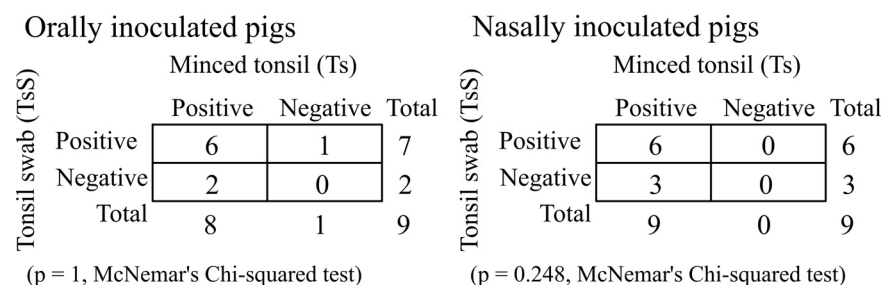 Orally inoculated pigs
Minced tonsil (Ts)
Tonsil swab (TsS)
Positive Negative Total
Positive 6 1 7
Negative 2 0 2
Total 8 1 9
(p = 1, McNemar's Chi-squared test)
Nasally inoculated pigs
Minced tonsil (Ts)
Tonsil swab (TsS)
Positive Negative Total
Positive 6 0 6
Negative 3 0 3
Total 9 0 9
(p = 0.248, McNemar's Chi-squared test)